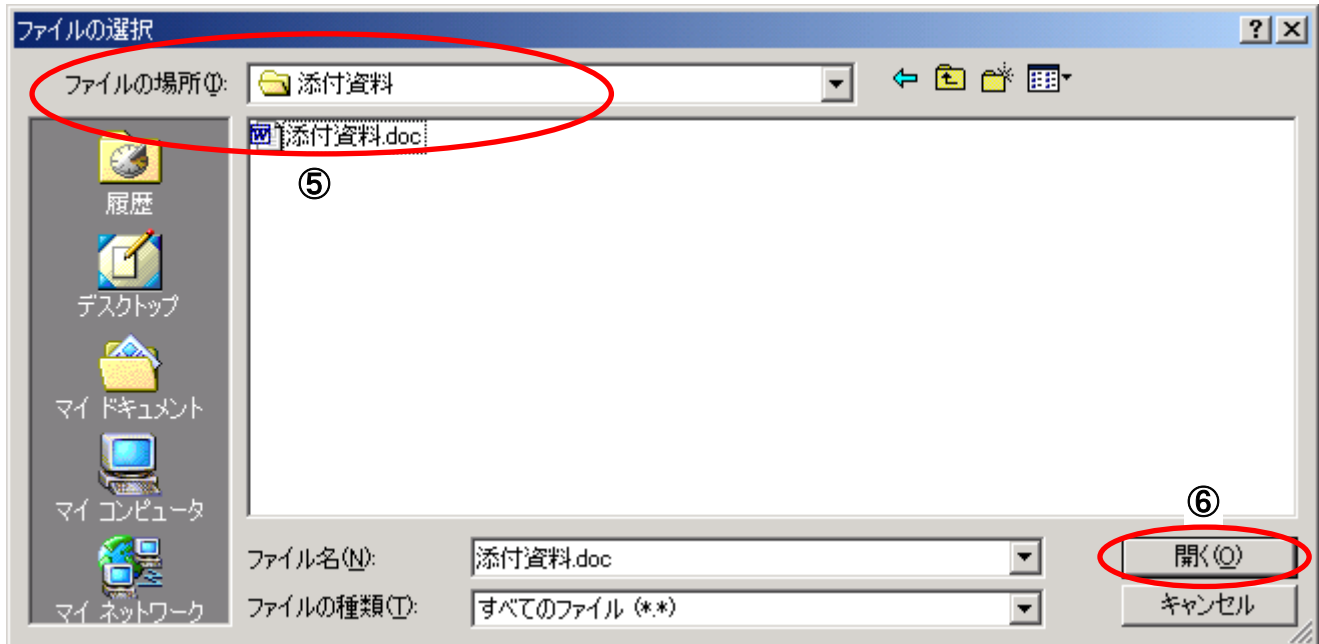 ファイルの選択
ファイルの場所(I):
添付資料
添付資料.doc
⑤
履歴
デスクトップ
マイ ドキュメント
マイ コンピュータ
マイ ネットワーク
⑥
ファイル名(N):
添付資料.doc
開く(O)
ファイルの種類(T):
すべてのファイル (*.*)
キャンセル